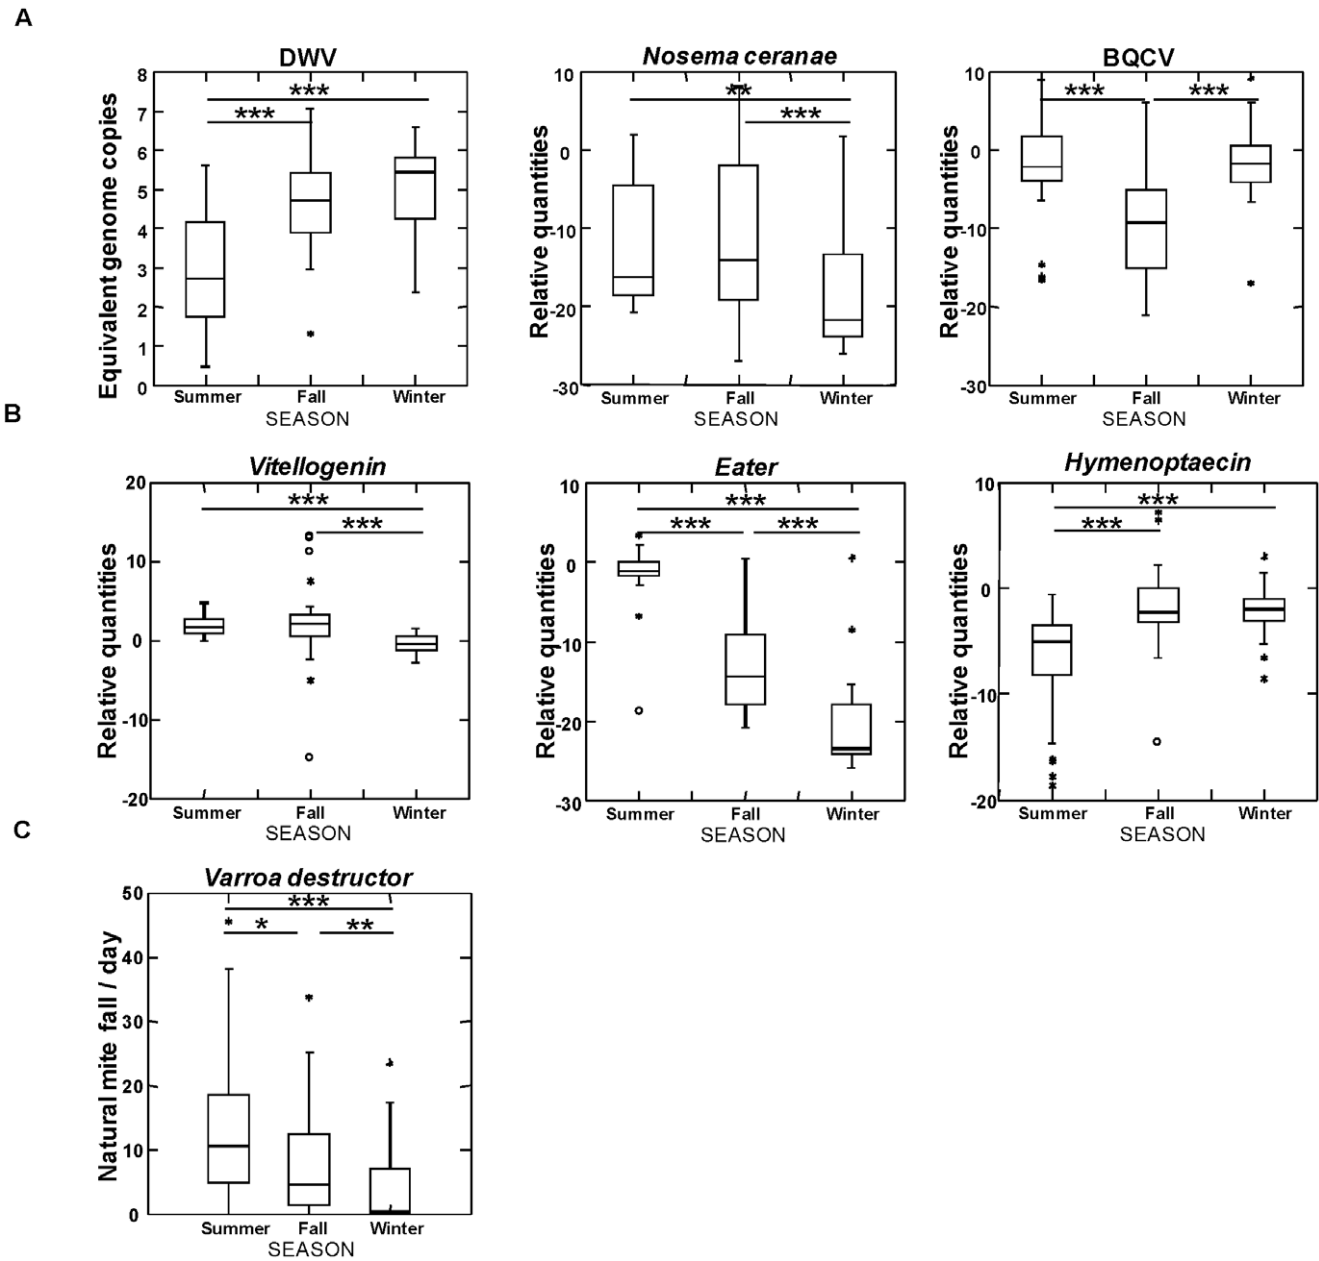 A
DWV
Nosema ceranae
BQCV
Equivalent genome copies
8
7
6
5
4
3
2
1
0
***
***
Summer Fall Winter
SEASON
Relative quantities
10
0
-10
-20
-30
**
***
Summer Fall Winter
SEASON
Relative quantities
10
0
-10
-20
-30
*** ***
Summer Fall Winter
SEASON
B
Vitellogenin
Eater
Hymenoptaecin
Relative quantities
20
10
0
-10
-20
***
***
Summer Fall Winter
SEASON
Relative quantities
10
0
-10
-20
-30
***
*** ***
Summer Fall Winter
SEASON
Relative quantities
10
0
-10
-20
***
***
Summer Fall Winter
SEASON
C
Varroa destructor
Natural mite fall / day
50
40
30
20
10
0
***
* **
Summer Fall Winter
SEASON